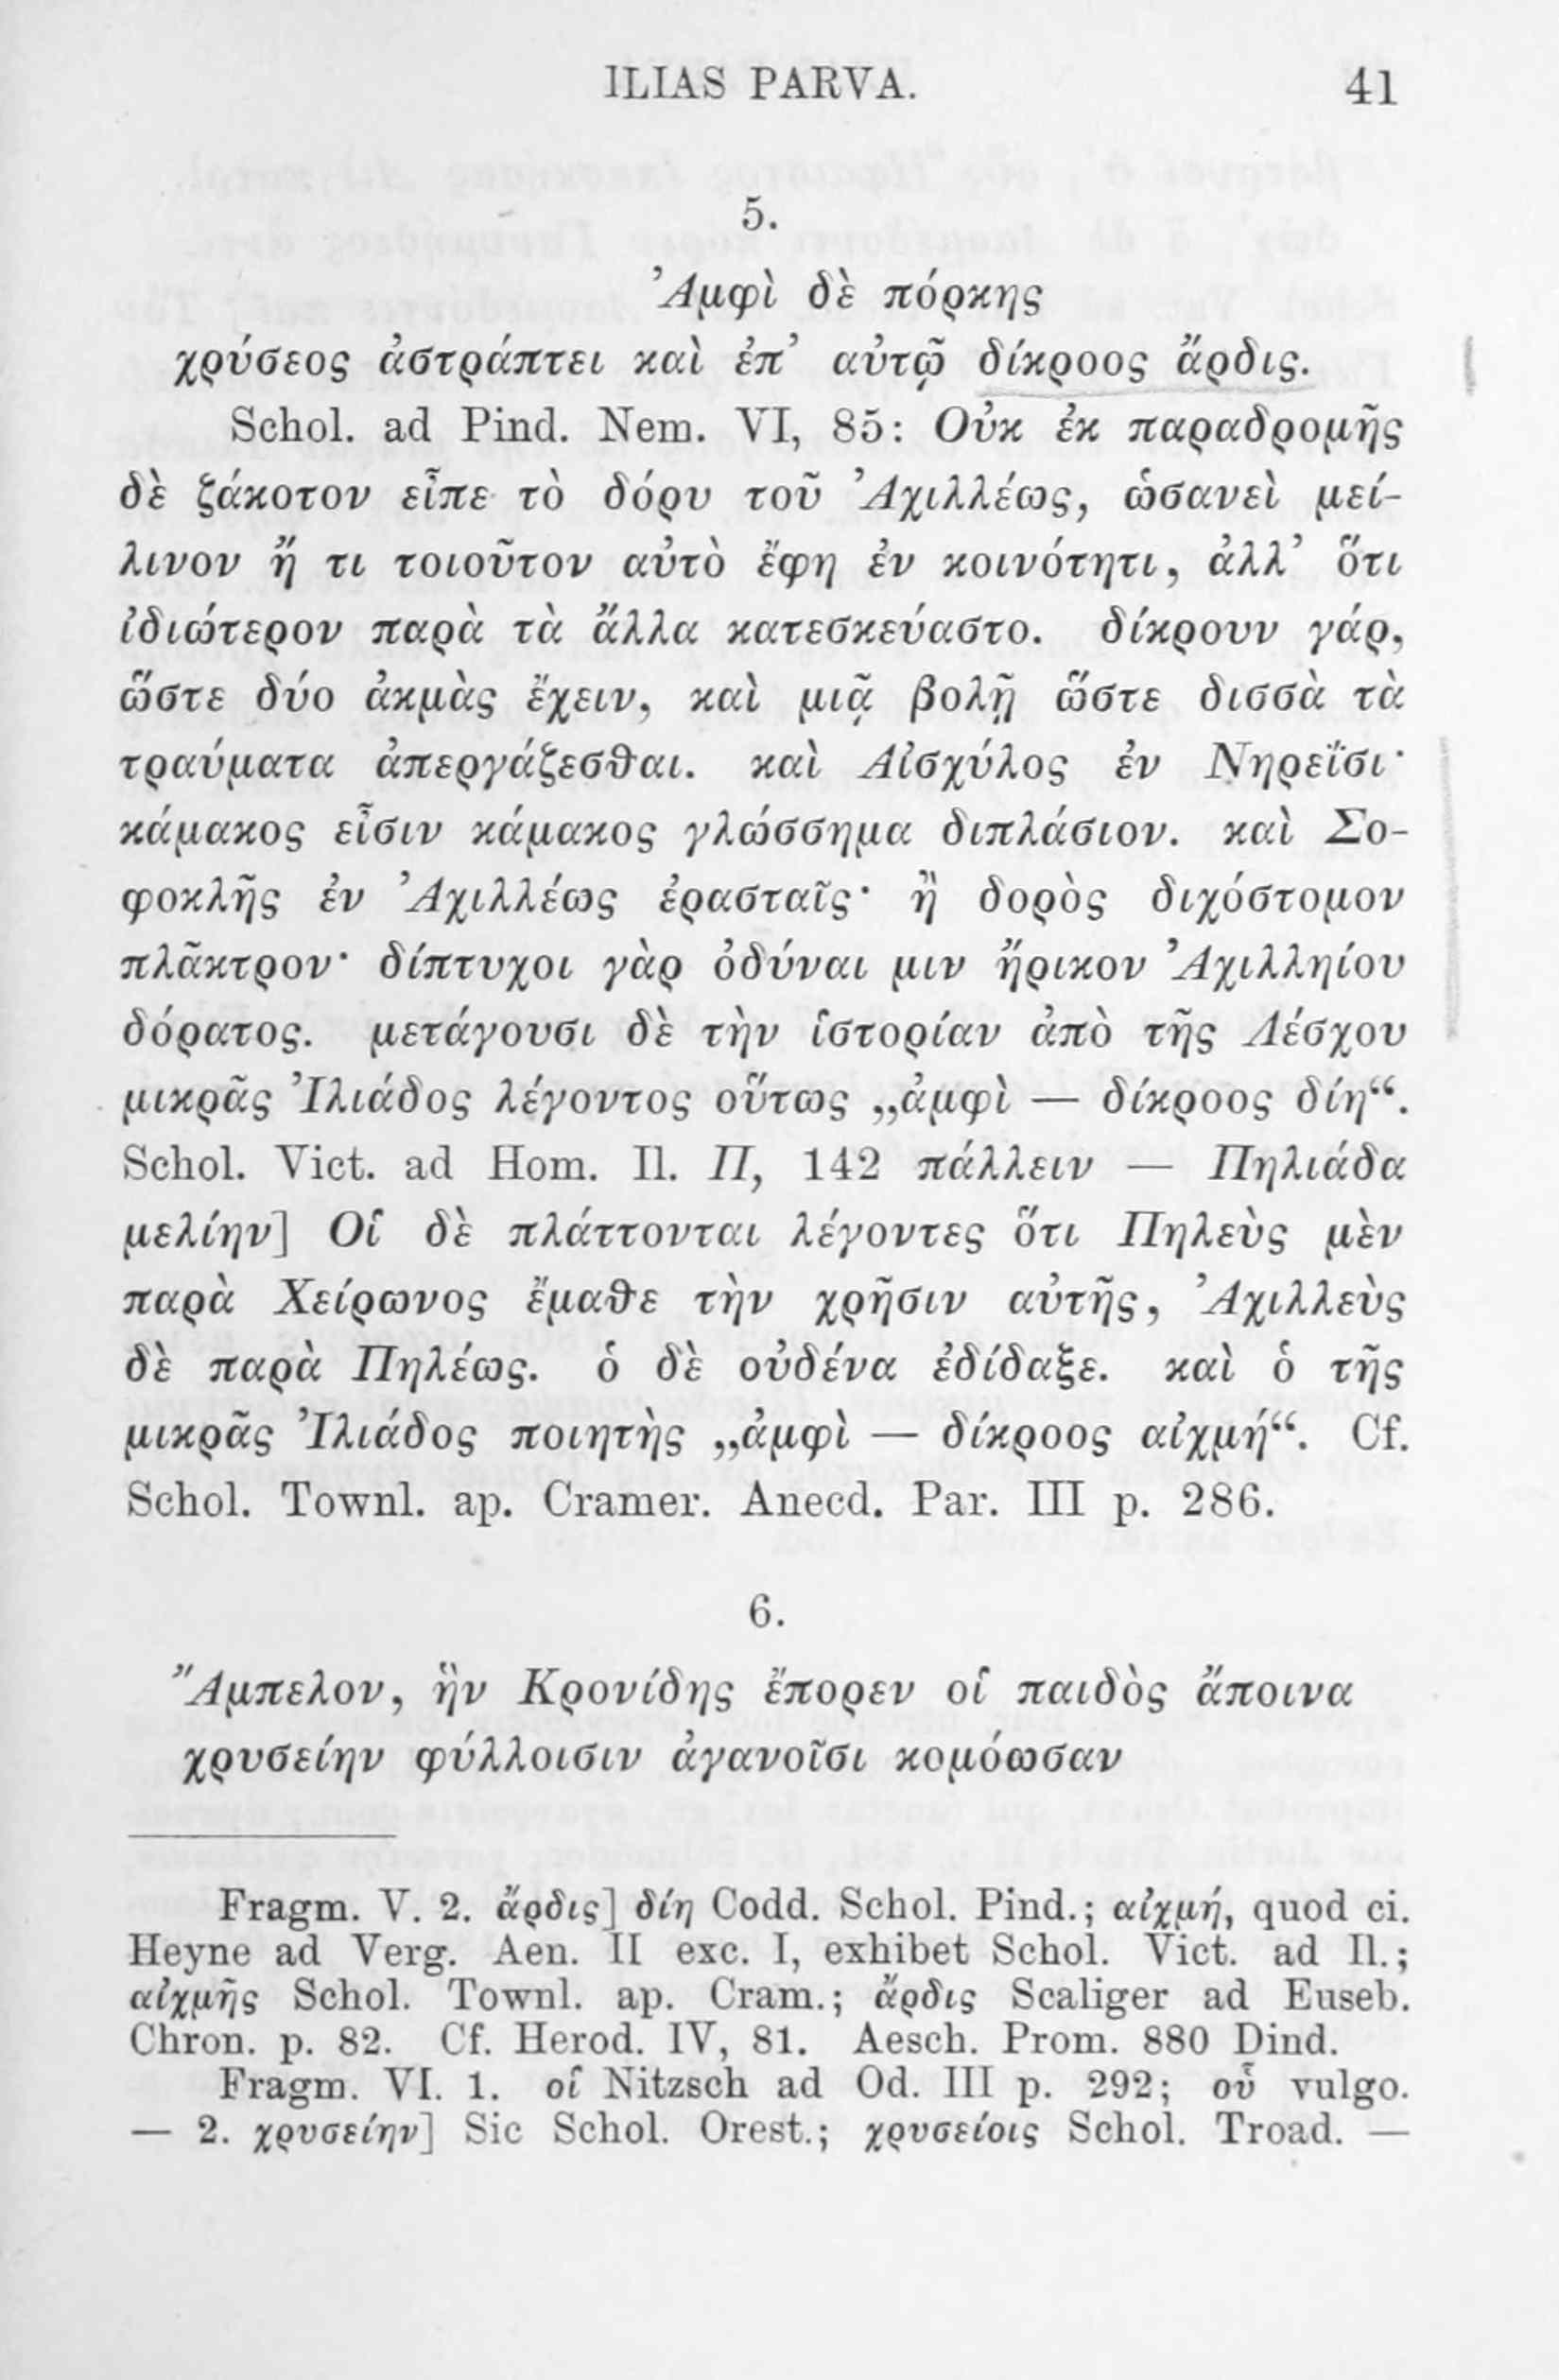 ILIAS PARVA. 41
5.
Ἀμφὶ δὲ πόρκης
χρύσεος ἀστράπτει καὶ ἐπ’ αὐτῷ δίκροος ἄρδις.
Schol. ad Pind. Nem. VI, 85: Οὐκ ἐκ παραδρομῆς
δὲ ζάκοτον εἶπε τὸ δόρυ τοῦ Ἀχιλλέως, ὡσανεὶ μεί-
λινον ἤ τι τοιοῦτον αὐτὸ ἔφη ἐν κοινότητι, ἀλλ’ ὅτι
ἰδιώτερον παρὰ τὰ ἄλλα κατεσκεύαστο. δίκρουν γάρ,
ὥστε δύο ἀκμὰς ἔχειν, καὶ μιᾷ βολῇ ὥστε δισσὰ τὰ
τραύματα ἀπεργάζεσθαι. καὶ Αἰσχύλος ἐν Νηρεΐσι·
κάμακος εἶσιν κάμακος γλώσσημα διπλάσιον. καὶ Σο-
φοκλῆς ἐν Ἀχιλλέως ἐρασταῖς· ἢ δορὸς διχόστομον
πλᾶκτρον· δίπτυχοι γὰρ ὀδύναι μιν ἤρικον Ἀχιλληίου
δόρατος. μετάγουσι δὲ τὴν ἱστορίαν ἀπὸ τῆς Λέσχου
μικρᾶς Ἰλιάδος λέγοντος οὕτως „ἀμφὶ — δίκροος δίη“.
Schol. Vict. ad Hom. Il. Π, 142 πάλλειν — Πηλιάδα
μελίην] Οἱ δὲ πλάττονται λέγοντες ὅτι Πηλεὺς μὲν
παρὰ Χείρωνος ἔμαθε τὴν χρῆσιν αὐτῆς, Ἀχιλλεὺς
δὲ παρὰ Πηλέως. ὁ δὲ οὐδένα ἐδίδαξε. καὶ ὁ τῆς
μικρᾶς Ἰλιάδος ποιητὴς „ἀμφὶ — δίκροος αἰχμή“. Cf.
Schol. Townl. ap. Cramer. Anecd. Par. III p. 286.
6.
Ἄμπελον, ἣν Κρονίδης ἔπορεν οἱ παιδὸς ἄποινα
χρυσείην φύλλοισιν ἀγανοῖσι κομόωσαν
Fragm. V. 2. ἄρδις] δίη Codd. Schol. Pind.; αἰχμή, quod ci.
Heyne ad Verg. Aen. II exc. I, exhibet Schol. Vict. ad Il.;
αἰχμῆς Schol. Townl. ap. Cram.; ἄρδις Scaliger ad Euseb.
Chron. p. 82. Cf. Herod. IV, 81. Aesch. Prom. 880 Dind.
Fragm. VI. 1. οἱ Nitzsch ad Od. III p. 292; οὗ vulgo.
— 2. χρυσείην] Sic Schol. Orest.; χρυσείοις Schol. Troad. —